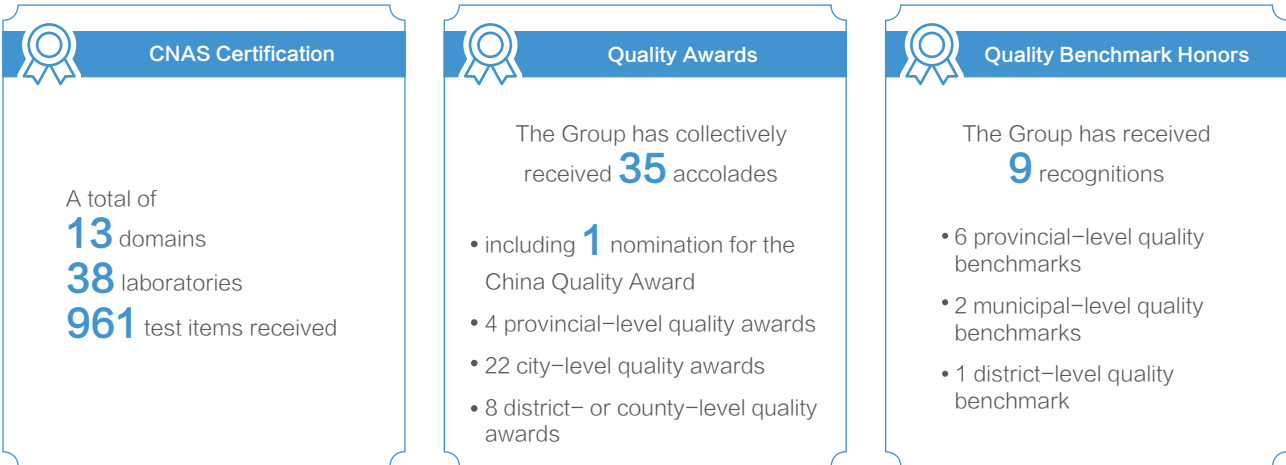 CNAS Certification
A total of
13 domains
38 laboratories
961 test items received
Quality Awards
The Group has collectively
received 35 accolades
• including 1 nomination for the
China Quality Award
• 4 provincial-level quality awards
• 22 city-level quality awards
• 8 district- or county-level quality
awards
Quality Benchmark Honors
The Group has received
9 recognitions
• 6 provincial-level quality
benchmarks
• 2 municipal-level quality
benchmarks
• 1 district-level quality
benchmark